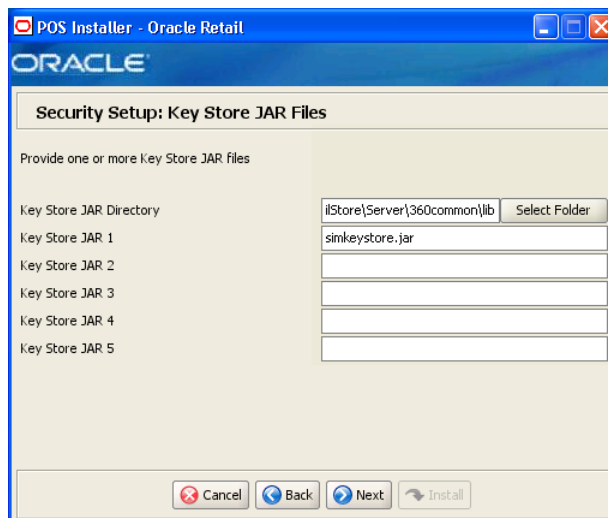 POS Installer - Oracle Retail
ORACLE
Security Setup: Key Store JAR Files
Provide one or more Key Store JAR files
Key Store JAR Directory ilStore\Server\360common\lib Select Folder
Key Store JAR 1 simkeystore.jar
Key Store JAR 2
Key Store JAR 3
Key Store JAR 4
Key Store JAR 5
Cancel Back Next Install